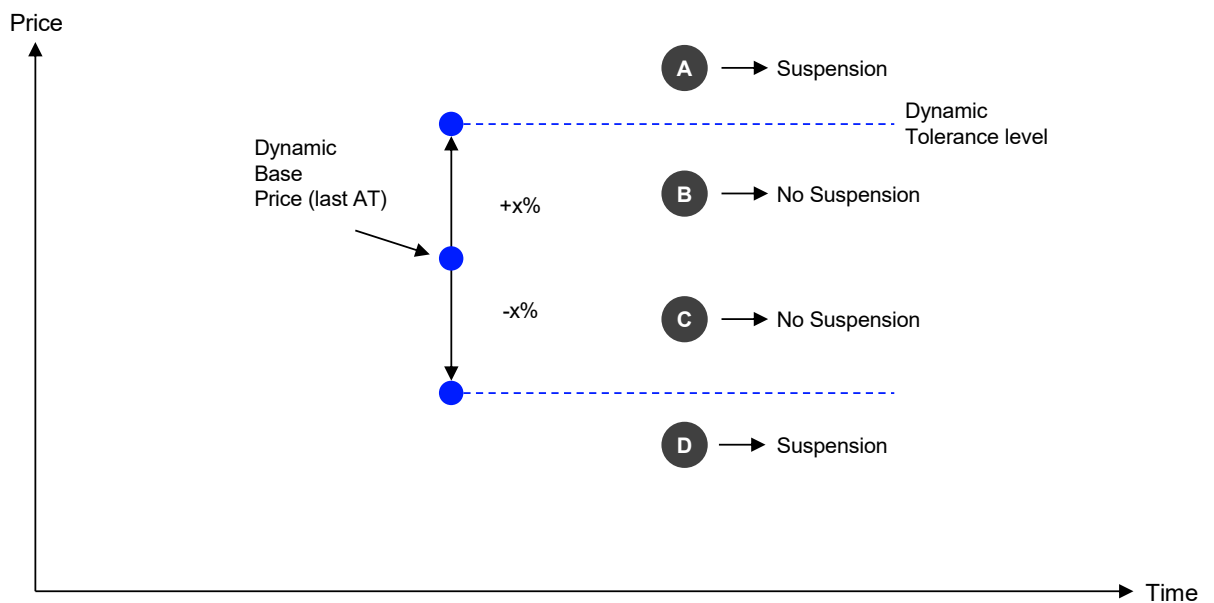 Price
A
Suspension
Dynamic
Tolerance level
Dynamic
Base
Price (last AT)
B
No Suspension
+x%
-x%
C
No Suspension
D
Suspension
Time